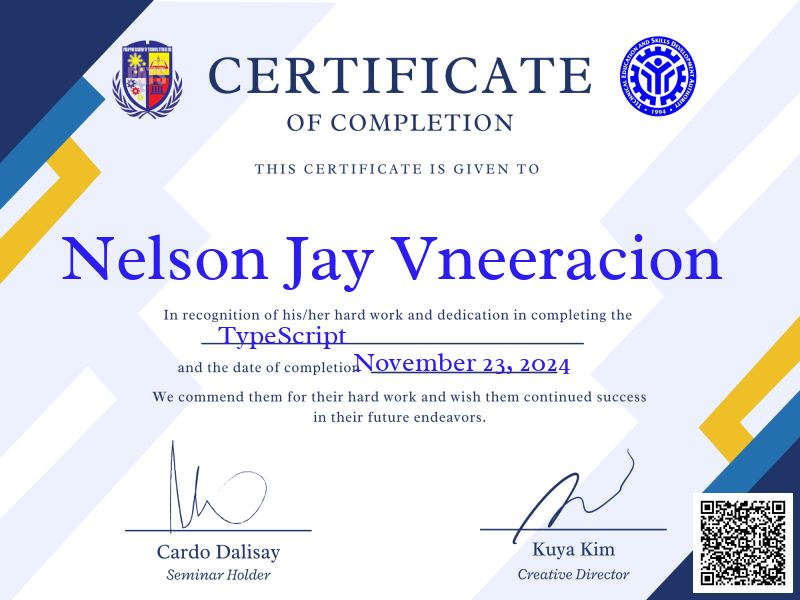 CERTIFICATE
OF COMPLETION
TECHNICAL EDUCATION AND SKILLS DEVELOPMENT AUTHORITY
1994
THIS CERTIFICATE IS GIVEN TO
Nelson Jay Vneeracion
In recognition of his/her hard work and dedication in completing the
TypeScript
and the date of completion November 23, 2024
We commend them for their hard work and wish them continued success
in their future endeavors.
Cardo Dalisay
Seminar Holder
Kuya Kim
Creative Director